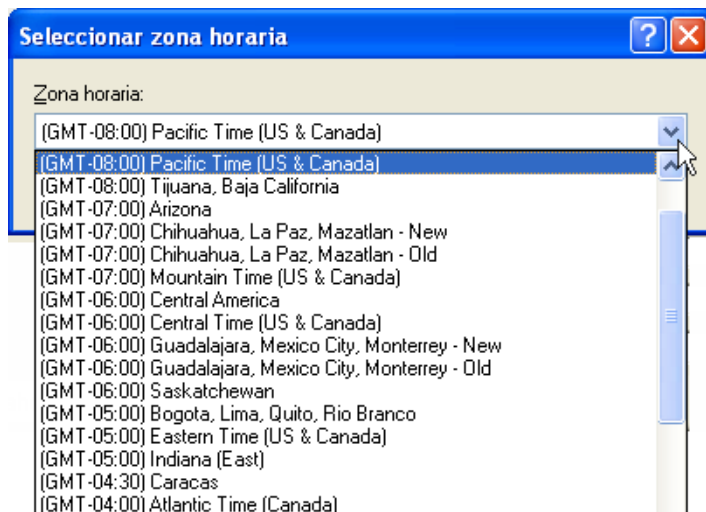 Seleccionar zona horaria
Zona horaria:
(GMT-08:00) Pacific Time (US & Canada)
(GMT-08:00) Pacific Time (US & Canada)
(GMT-08:00) Tijuana, Baja California
(GMT-07:00) Arizona
(GMT-07:00) Chihuahua, La Paz, Mazatlan - New
(GMT-07:00) Chihuahua, La Paz, Mazatlan - Old
(GMT-07:00) Mountain Time (US & Canada)
(GMT-06:00) Central America
(GMT-06:00) Central Time (US & Canada)
(GMT-06:00) Guadalajara, Mexico City, Monterrey - New
(GMT-06:00) Guadalajara, Mexico City, Monterrey - Old
(GMT-06:00) Saskatchewan
(GMT-05:00) Bogota, Lima, Quito, Rio Branco
(GMT-05:00) Eastern Time (US & Canada)
(GMT-05:00) Indiana (East)
(GMT-04:30) Caracas
(GMT-04:00) Atlantic Time (Canada)